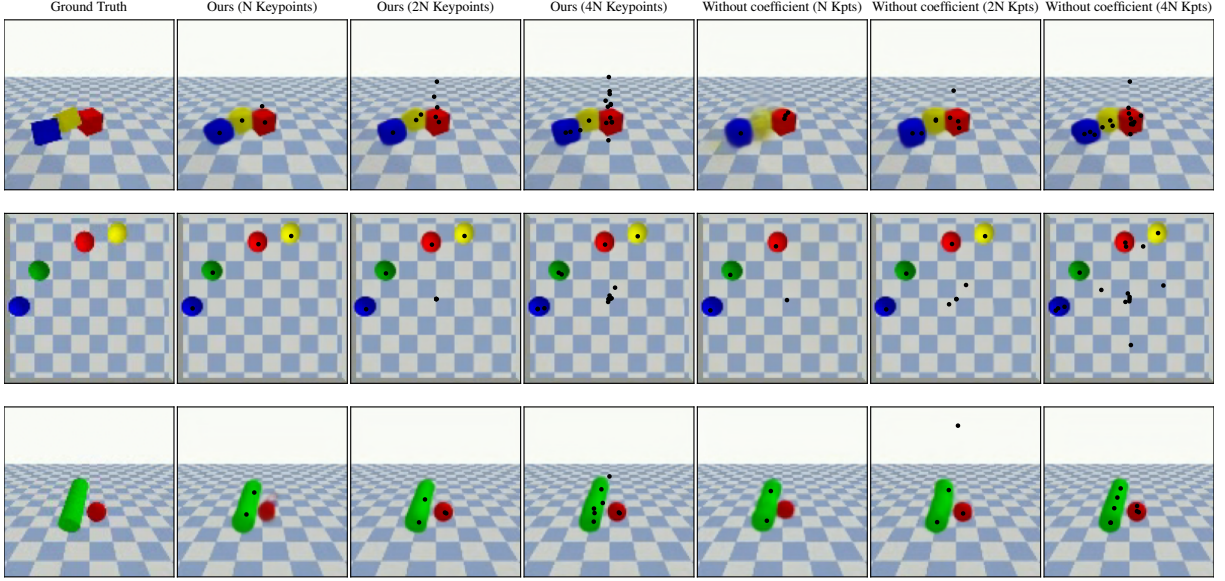 Ground Truth
Ours (N Keypoints)
Ours (2N Keypoints)
Ours (4N Keypoints)
Without coefficient (N Kpts)
Without coefficient (2N Kpts)
Without coefficient (4N Kpts)